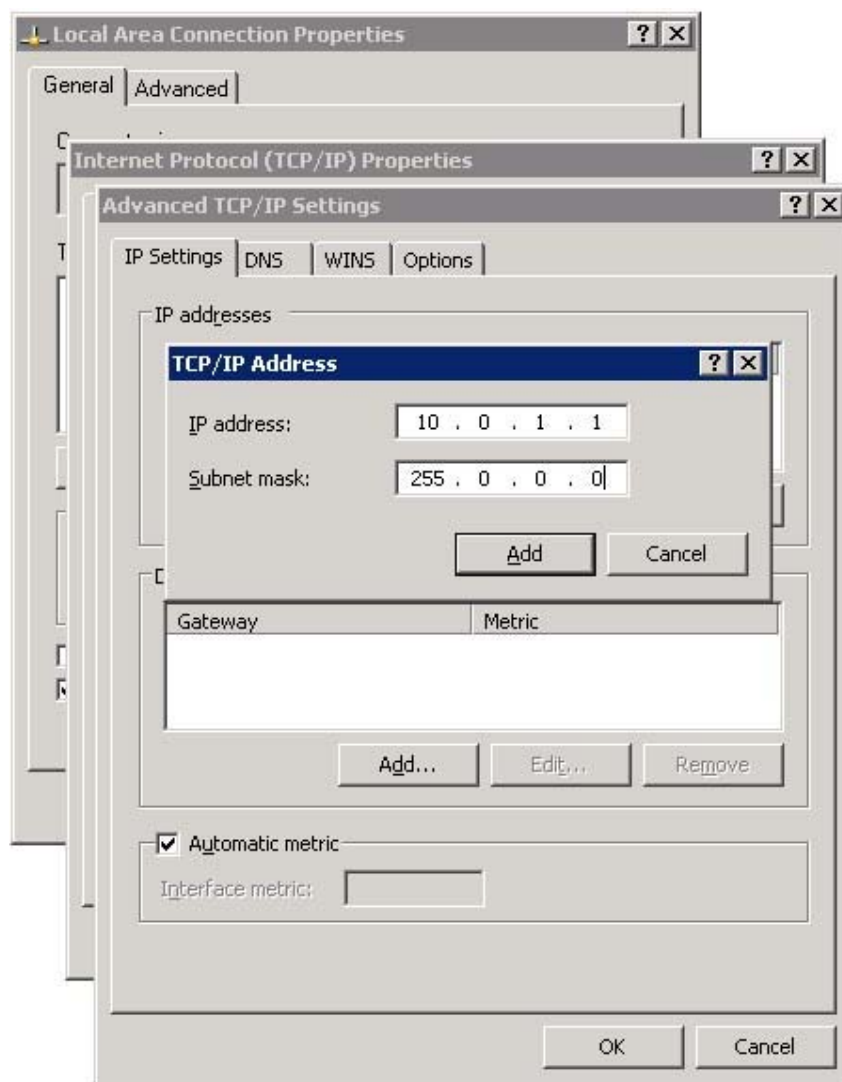 Local Area Connection Properties
General Advanced
Internet Protocol (TCP/IP) Properties
Advanced TCP/IP Settings
IP Settings DNS WINS Options
IP addresses
TCP/IP Address
IP address: 10 . 0 . 1 . 1
Subnet mask: 255 . 0 . 0 . 0
Add Cancel
Gateway Metric
Add... Edit... Remove
Automatic metric
Interface metric:
OK Cancel